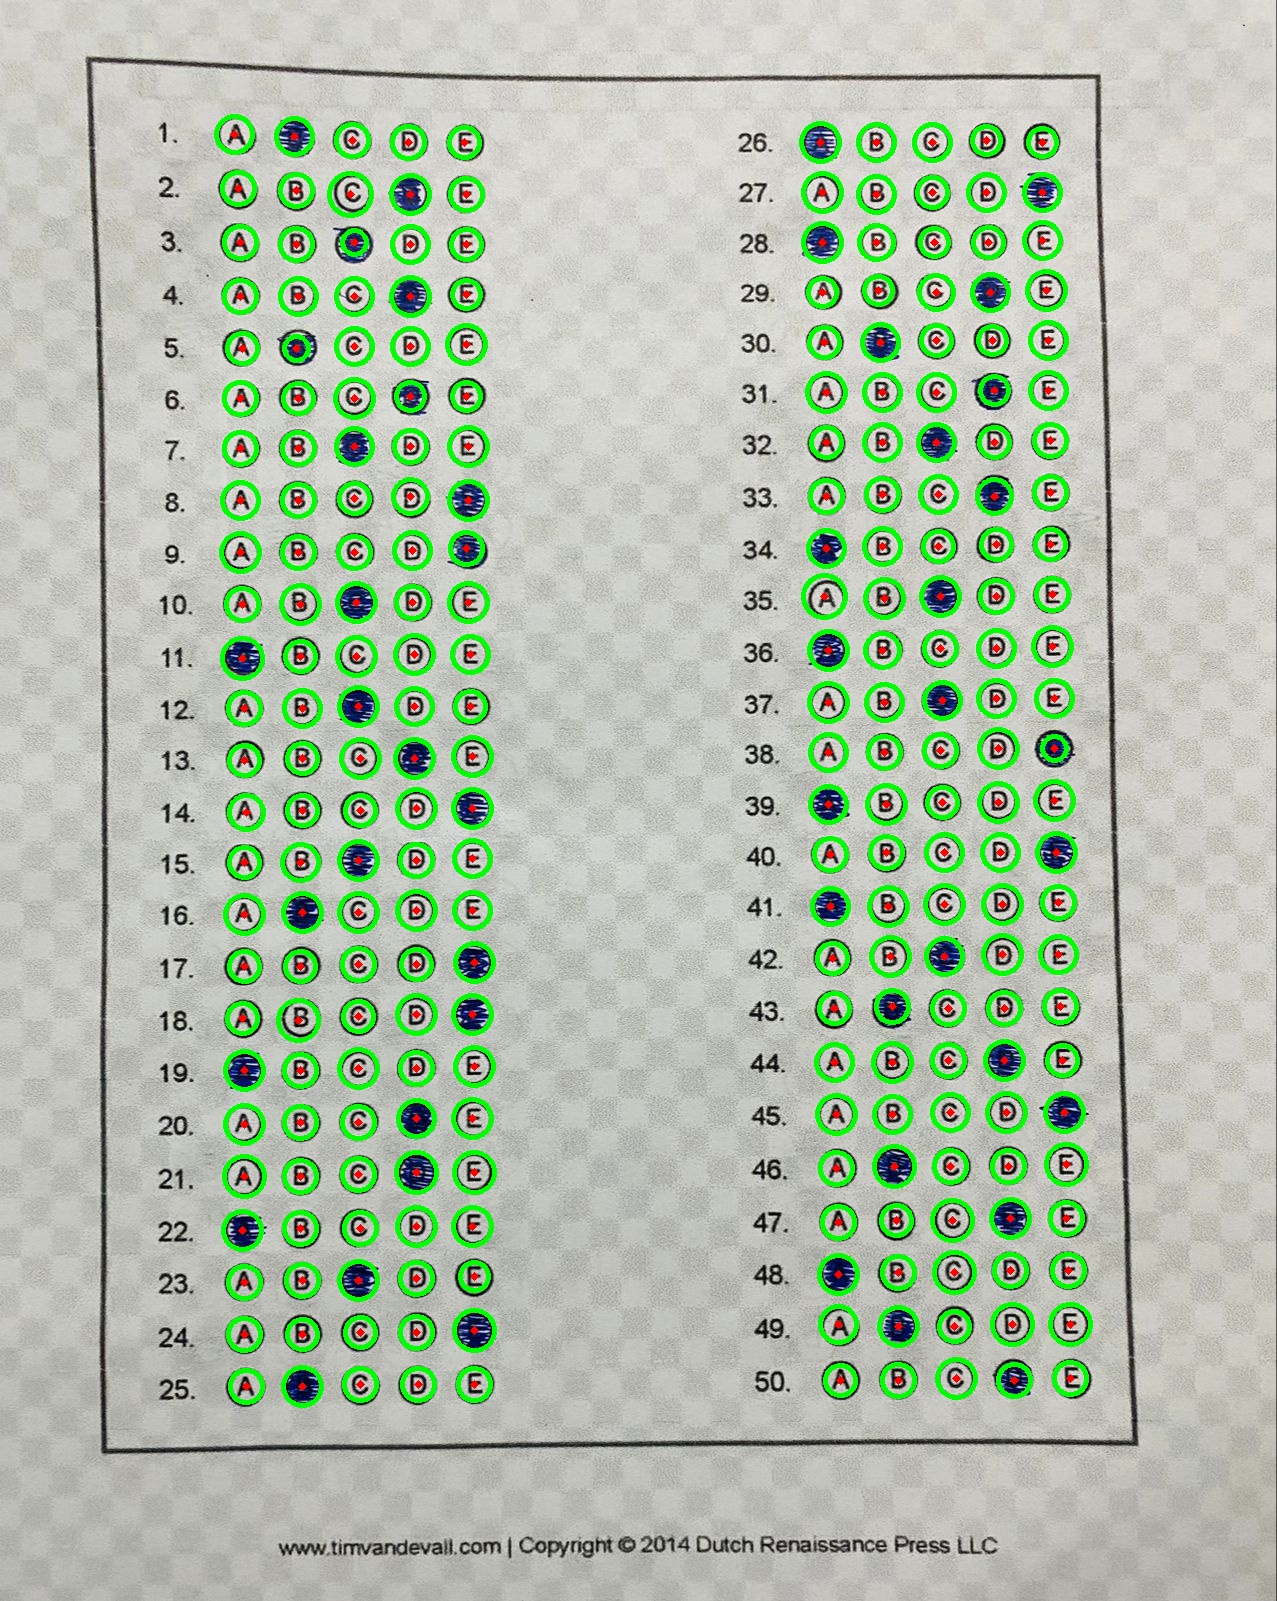 1. A C D E
2. A B C E
3. A B D E
4. A B C E
5. A C D E
6. A B C E
7. A B D E
8. A B C D
9. A B C D
10. A B D E
11. B C D E
12. A B D E
13. A B C E
14. A B C D
15. A B D E
16. A C D E
17. A B C D
18. A B C D
19. B C D E
20. A B C E
21. A B C E
22. B C D E
23. A B D E
24. A B C D
25. A C D E
26. B C D E
27. A B C D
28. B C D E
29. A B C E
30. A C D E
31. A B C E
32. A B D E
33. A B C E
34. B C D E
35. A B D E
36. B C D E
37. A B D E
38. A B C D
39. B C D E
40. A B C D
41. B C D E
42. A B D E
43. A C D E
44. A B C E
45. A B C D
46. A C D E
47. A B C E
48. B C D E
49. A C D E
50. A B C E
www.timvandevall.com | Copyright © 2014 Dutch Renaissance Press LLC